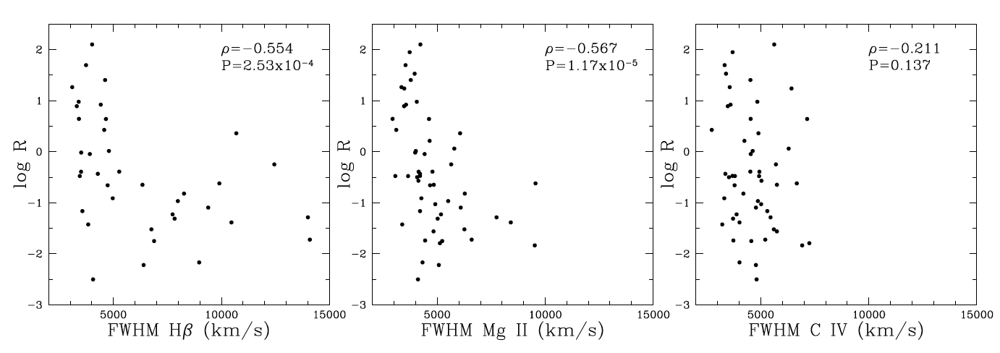 ρ=−0.554
P=2.53x10⁻⁴
2
1
0
−1
−2
−3
log R
5000
10000
15000
FWHM Hβ (km/s)
ρ=−0.567
P=1.17x10⁻⁵
2
1
0
−1
−2
−3
log R
5000
10000
15000
FWHM Mg II (km/s)
ρ=−0.211
P=0.137
2
1
0
−1
−2
−3
log R
5000
10000
15000
FWHM C IV (km/s)